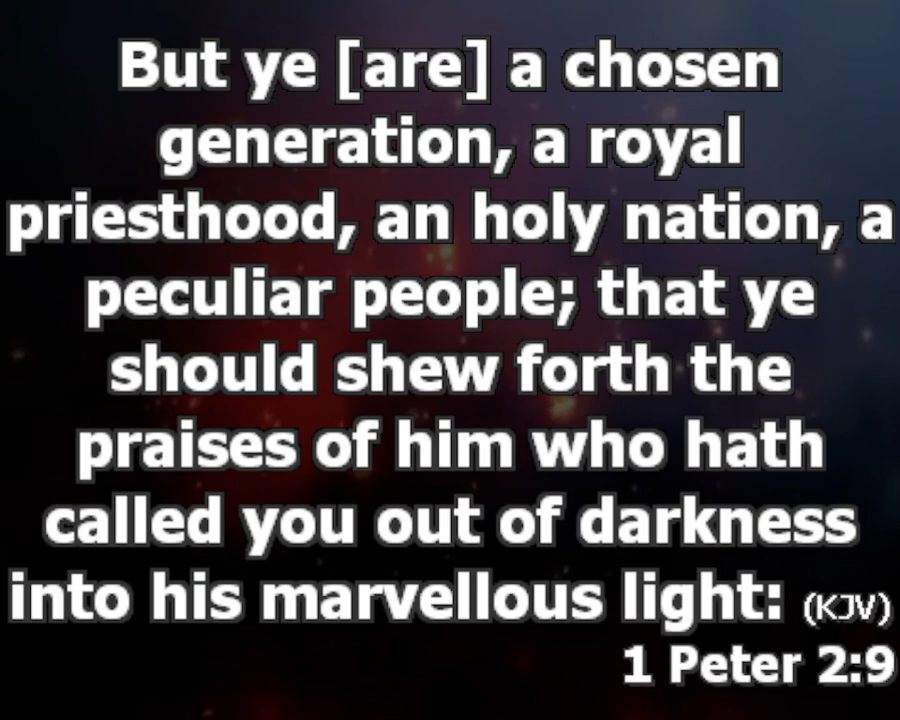 But ye [are] a chosen
generation, a royal
priesthood, an holy nation, a
peculiar people; that ye
should shew forth the
praises of him who hath
called you out of darkness
into his marvellous light: (KJV)
1 Peter 2:9